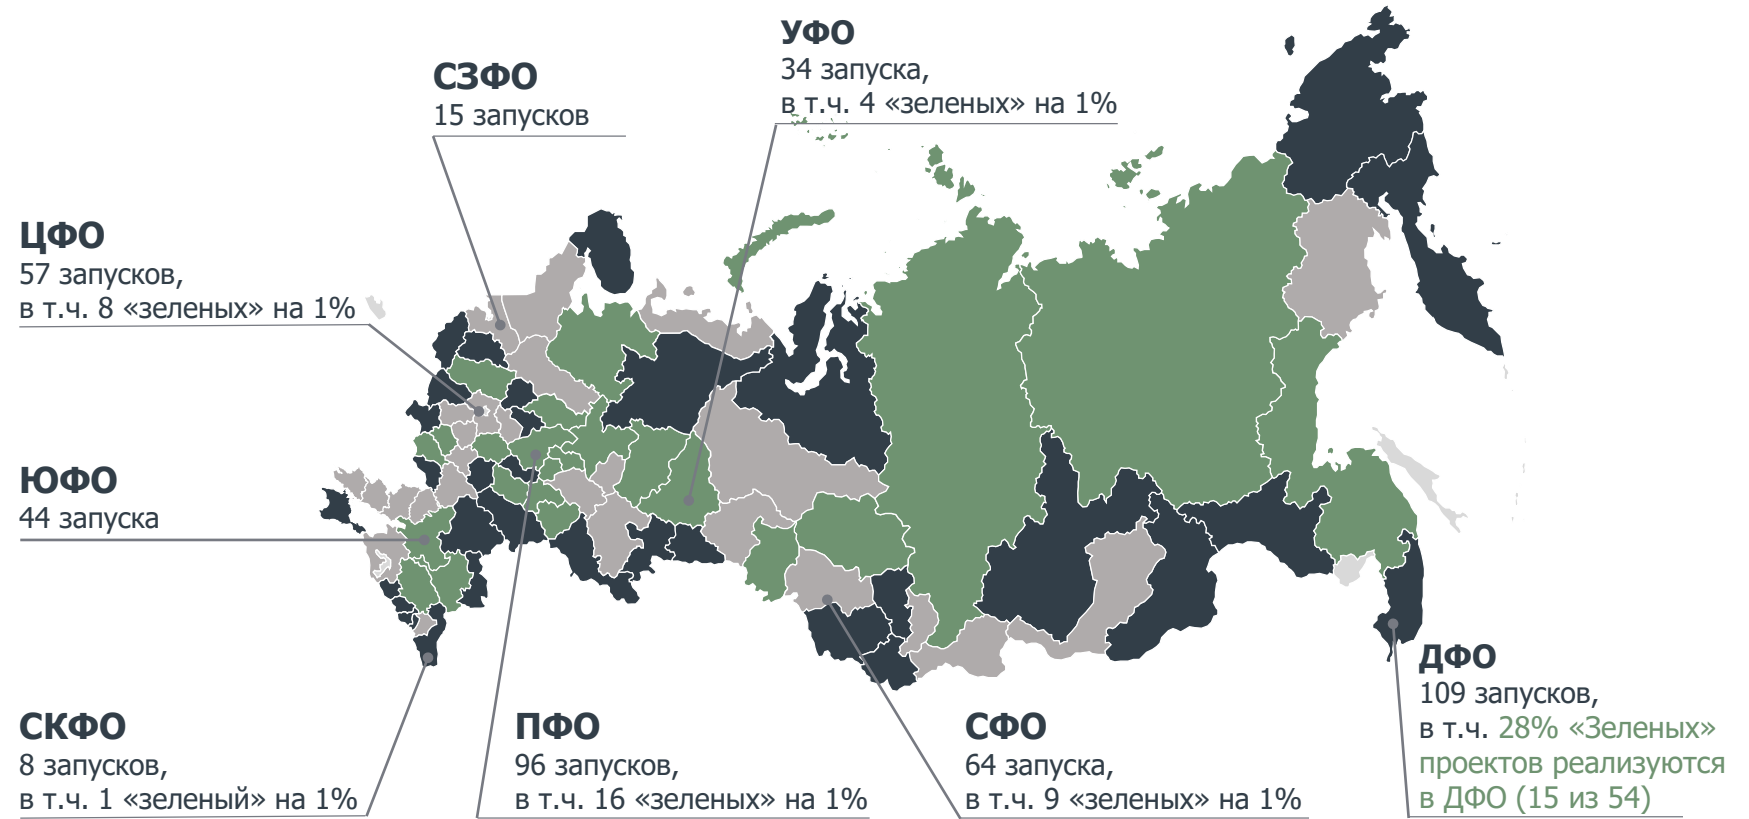 УФО
34 запуска,
в т.ч. 4 «зеленых» на 1%
СЗФО
15 запусков
ЦФО
57 запусков,
в т.ч. 8 «зеленых» на 1%
ЮФО
44 запуска
СКФО
8 запусков,
в т.ч. 1 «зеленый» на 1%
ПФО
96 запусков,
в т.ч. 16 «зеленых» на 1%
СФО
64 запуска,
в т.ч. 9 «зеленых» на 1%
ДФО
109 запусков,
в т.ч. 28% «Зеленых»
проектов реализуются
в ДФО (15 из 54)